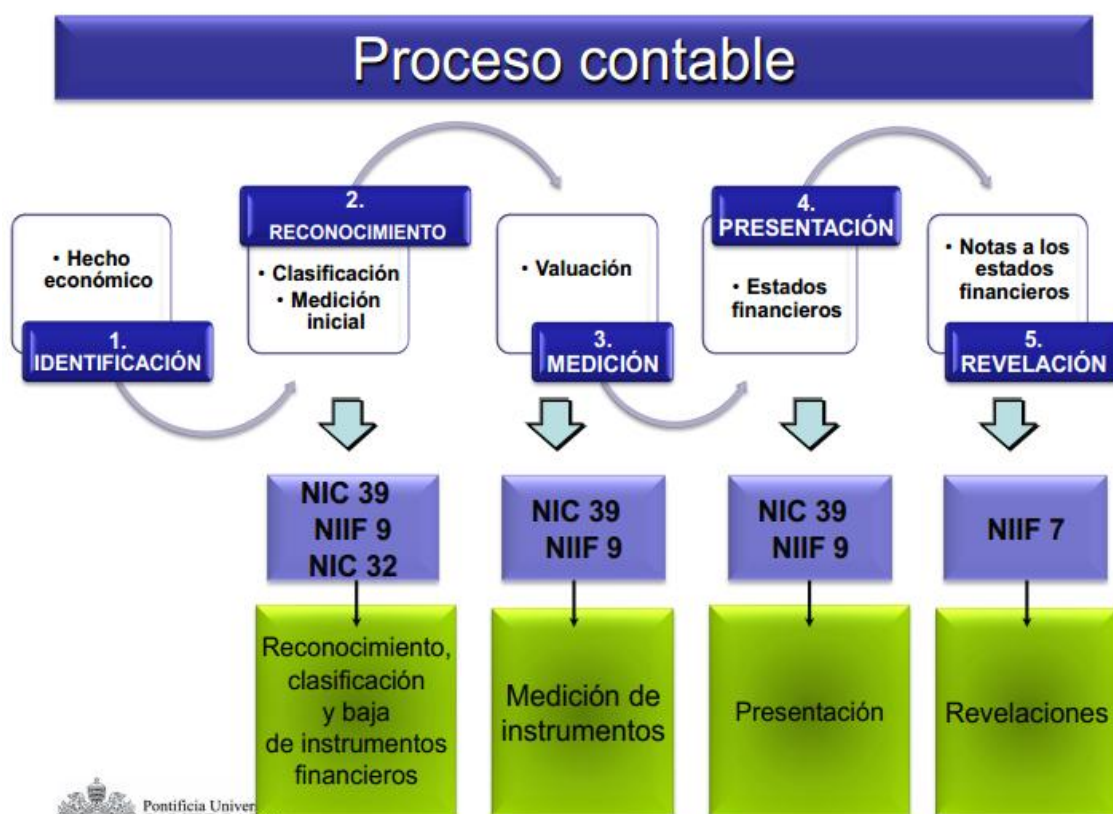 Proceso contable
• Hecho
económico
1.
IDENTIFICACIÓN
2.
RECONOCIMIENTO
• Clasificación
• Medición
inicial
• Valuación
3.
MEDICIÓN
4.
PRESENTACIÓN
• Estados
financieros
• Notas a los
estados
financieros
5.
REVELACIÓN
NIC 39
NIIF 9
NIC 32
NIC 39
NIIF 9
NIC 39
NIIF 9
NIIF 7
Reconocimiento,
clasificación
y baja
de instrumentos
financieros
Medición de
instrumentos
Presentación
Revelaciones
Pontificia